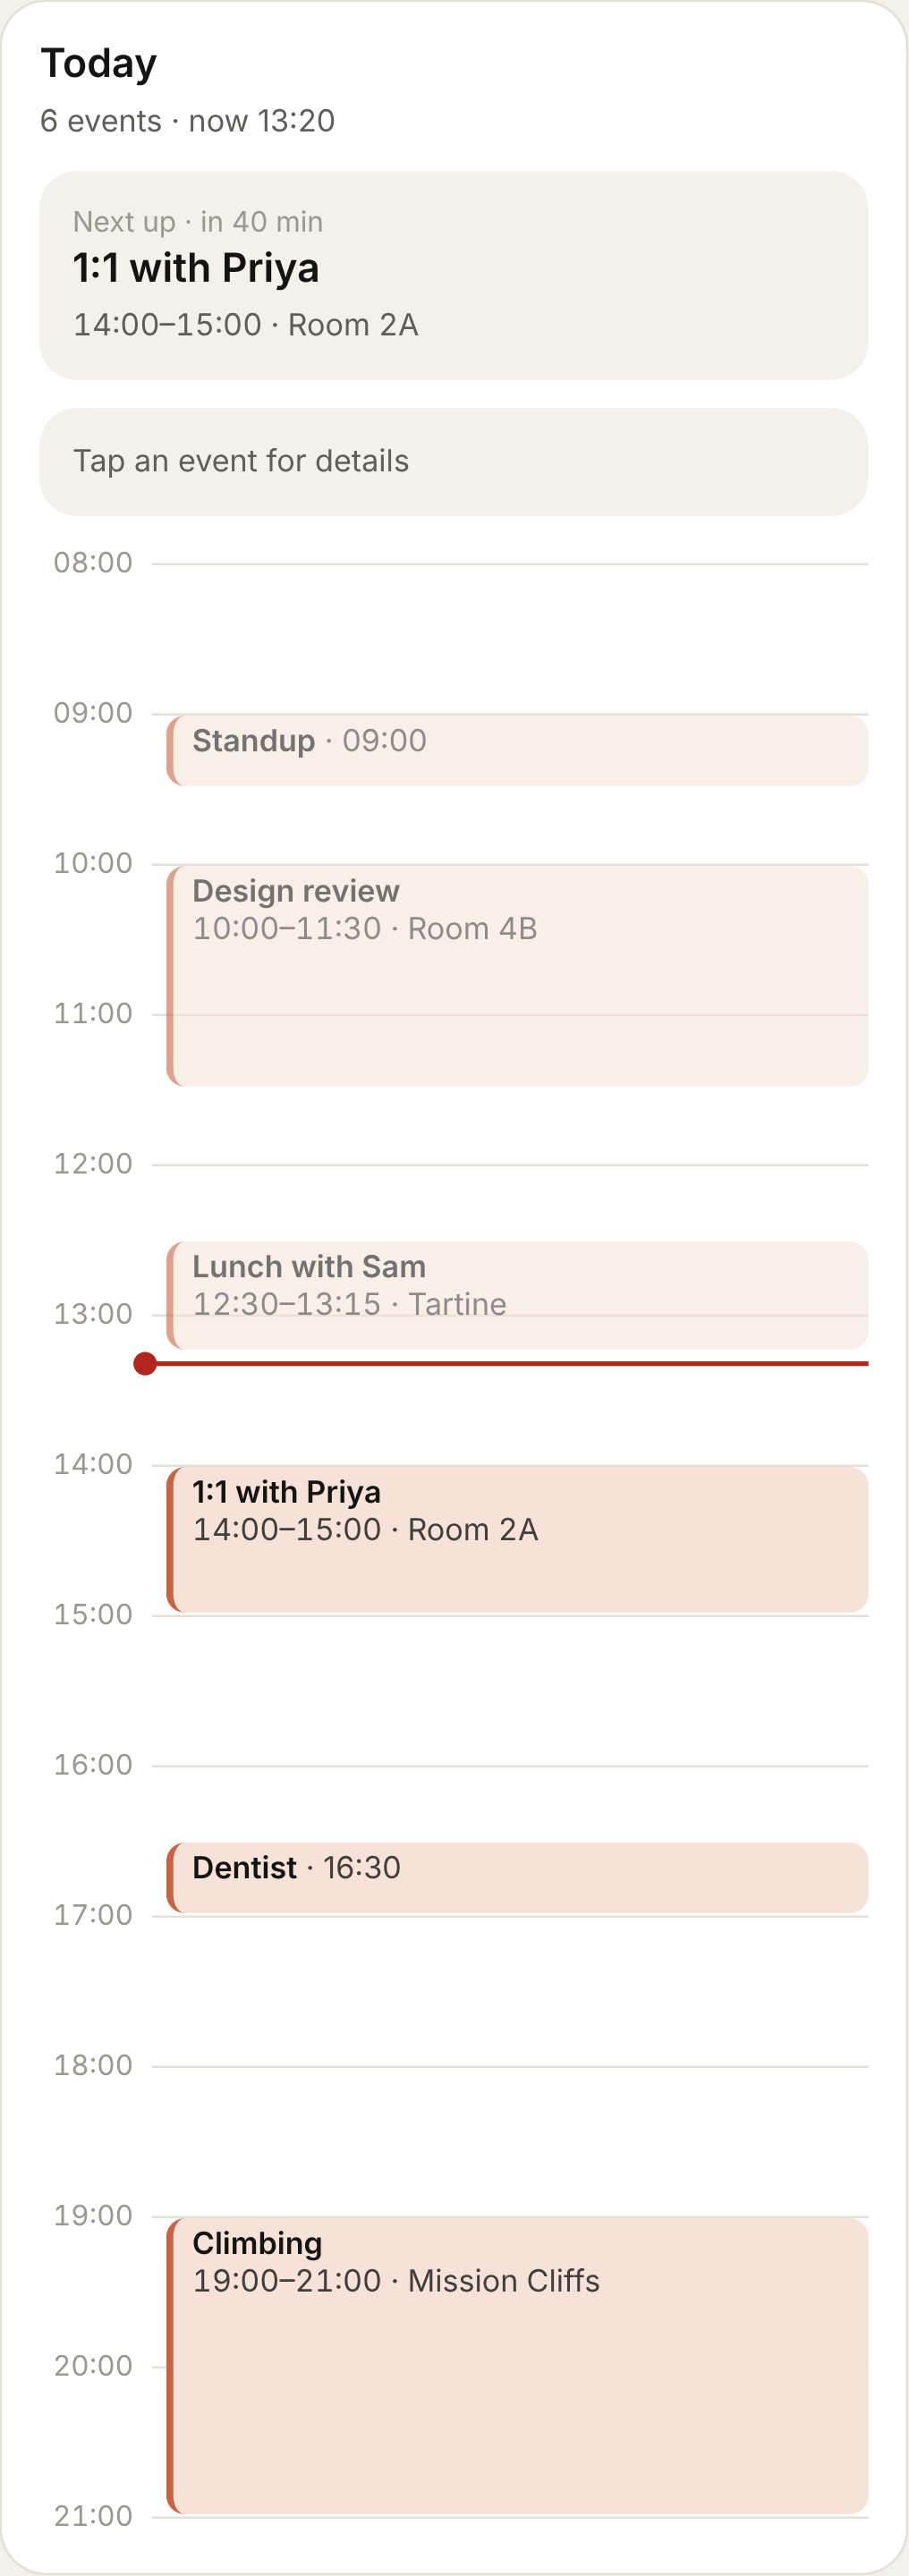 Today
6 events · now 13:20
Next up · in 40 min
1:1 with Priya
14:00–15:00 · Room 2A
Tap an event for details
08:00
09:00
Standup · 09:00
10:00
Design review
10:00–11:30 · Room 4B
11:00
12:00
Lunch with Sam
12:30–13:15 · Tartine
13:00
14:00
1:1 with Priya
14:00–15:00 · Room 2A
15:00
16:00
Dentist · 16:30
17:00
18:00
19:00
Climbing
19:00–21:00 · Mission Cliffs
20:00
21:00